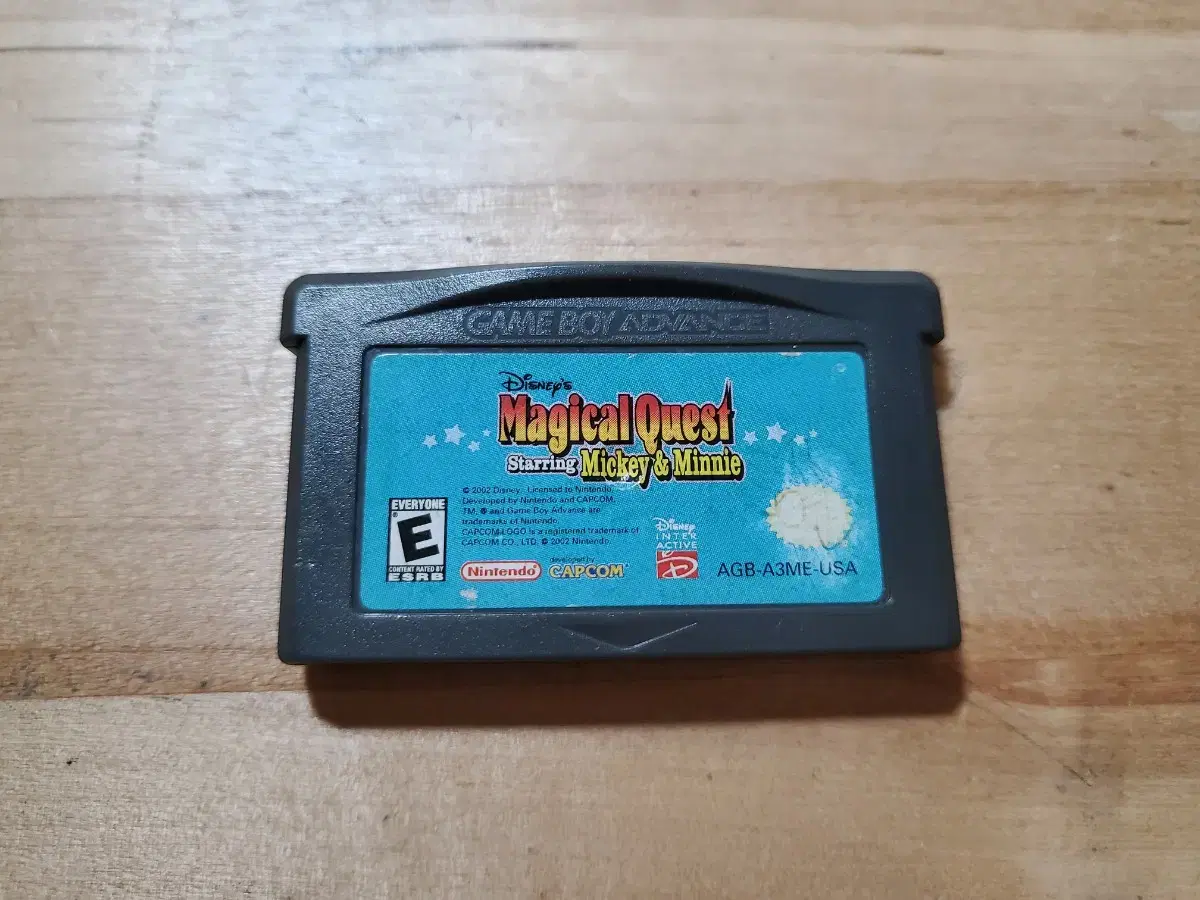 GAME BOY ADVANCE
Disney's
Magical Quest
Starring Mickey & Minnie
© 2002 Disney. Licensed to Nintendo.
Developed by Nintendo and CAPCOM.
TM, ® and Game Boy Advance are
trademarks of Nintendo.
CAPCOM LOGO is a registered trademark of
CAPCOM CO., LTD. © 2002 Nintendo.
EVERYONE
E
CONTENT RATED BY
ESRB
Nintendo
developed by
CAPCOM
Disney
INTER
ACTIVE
D
AGB-A3ME-USA